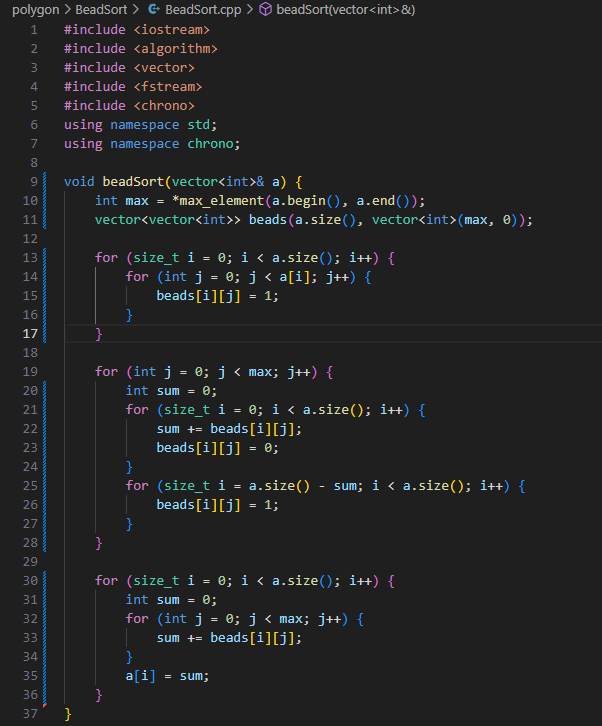 polygon > BeadSort > BeadSort.cpp > beadSort(vector<int>&)
1 #include <iostream>
2 #include <algorithm>
3 #include <vector>
4 #include <fstream>
5 #include <chrono>
6 using namespace std;
7 using namespace chrono;
8
9 void beadSort(vector<int>& a) {
10     int max = *max_element(a.begin(), a.end());
11     vector<vector<int>> beads(a.size(), vector<int>(max, 0));
12
13     for (size_t i = 0; i < a.size(); i++) {
14         for (int j = 0; j < a[i]; j++) {
15             beads[i][j] = 1;
16         }
17     }
18
19     for (int j = 0; j < max; j++) {
20         int sum = 0;
21         for (size_t i = 0; i < a.size(); i++) {
22             sum += beads[i][j];
23             beads[i][j] = 0;
24         }
25         for (size_t i = a.size() - sum; i < a.size(); i++) {
26             beads[i][j] = 1;
27         }
28     }
29
30     for (size_t i = 0; i < a.size(); i++) {
31         int sum = 0;
32         for (int j = 0; j < max; j++) {
33             sum += beads[i][j];
34         }
35         a[i] = sum;
36     }
37 }